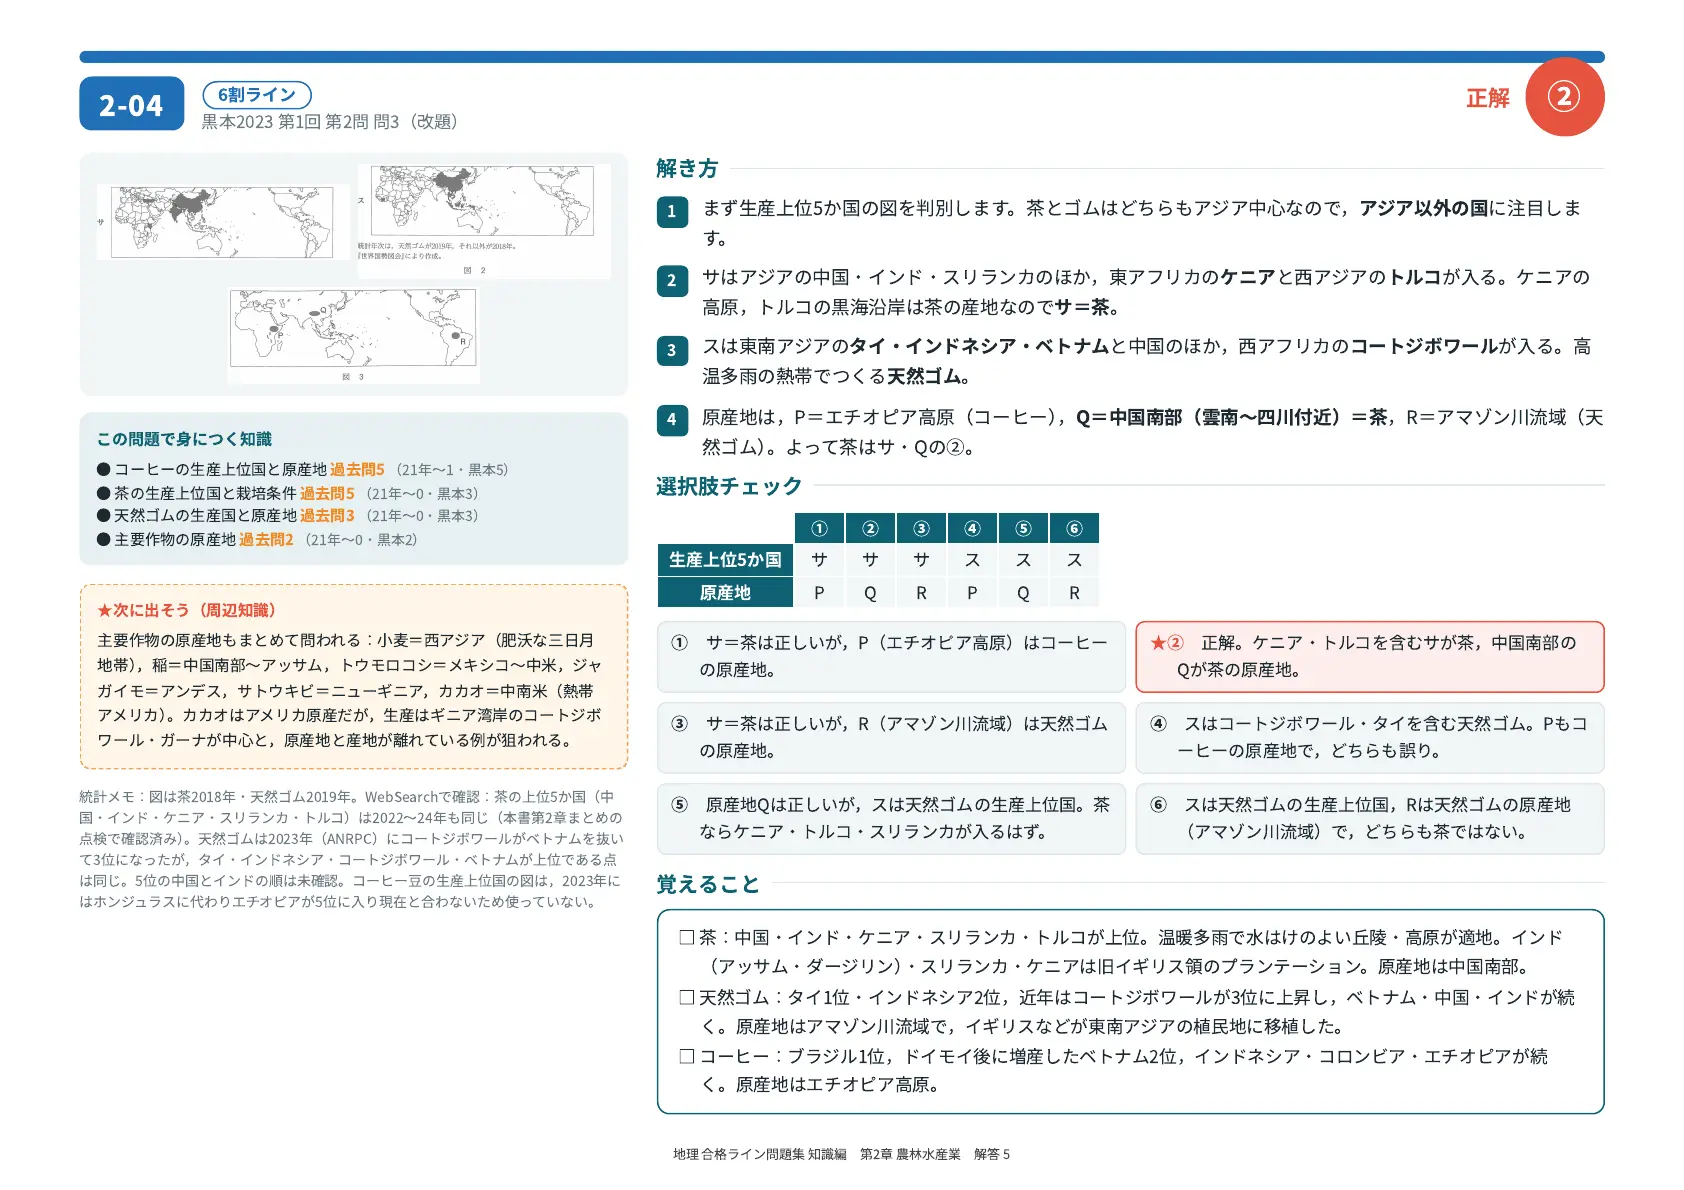 2-04
6割ライン
黒本2023 第1回 第2問 問3（改題）
正解
②
サ
ス
統計年次は，天然ゴムが2019年，それ以外が2018年。
『世界国勢図会』により作成。
図 2
P
Q
R
図 3
この問題で身につく知識
● コーヒーの生産上位国と原産地 過去問5 （21年〜1・黒本5）
● 茶の生産上位国と栽培条件 過去問5 （21年〜0・黒本3）
● 天然ゴムの生産国と原産地 過去問3 （21年〜0・黒本3）
● 主要作物の原産地 過去問2 （21年〜0・黒本2）
★次に出そう（周辺知識）
主要作物の原産地もまとめて問われる：小麦＝西アジア（肥沃な三日月
地帯），稲＝中国南部〜アッサム，トウモロコシ＝メキシコ〜中米，ジャ
ガイモ＝アンデス，サトウキビ＝ニューギニア，カカオ＝中南米（熱帯
アメリカ）。カカオはアメリカ原産だが，生産はギニア湾岸のコートジボ
ワール・ガーナが中心と，原産地と産地が離れている例が狙われる。
統計メモ：図は茶2018年・天然ゴム2019年。WebSearchで確認：茶の上位5か国（中
国・インド・ケニア・スリランカ・トルコ）は2022〜24年も同じ（本書第2章まとめの
点検で確認済み）。天然ゴムは2023年（ANRPC）にコートジボワールがベトナムを抜い
て3位になったが，タイ・インドネシア・コートジボワール・ベトナムが上位である点
は同じ。5位の中国とインドの順は未確認。コーヒー豆の生産上位国の図は，2023年に
はホンジュラスに代わりエチオピアが5位に入り現在と合わないため使っていない。
解き方
1 まず生産上位5か国の図を判別します。茶とゴムはどちらもアジア中心なので，アジア以外の国に注目しま
す。
2 サはアジアの中国・インド・スリランカのほか，東アフリカのケニアと西アジアのトルコが入る。ケニアの
高原，トルコの黒海沿岸は茶の産地なのでサ＝茶。
3 スは東南アジアのタイ・インドネシア・ベトナムと中国のほか，西アフリカのコートジボワールが入る。高
温多雨の熱帯でつくる天然ゴム。
4 原産地は，P＝エチオピア高原（コーヒー），Q＝中国南部（雲南〜四川付近）＝茶，R＝アマゾン川流域（天
然ゴム）。よって茶はサ・Qの②。
選択肢チェック
① ② ③ ④ ⑤ ⑥
生産上位5か国 サ サ サ ス ス ス
原産地 P Q R P Q R
① サ＝茶は正しいが，P（エチオピア高原）はコーヒー
の原産地。
★② 正解。ケニア・トルコを含むサが茶，中国南部の
Qが茶の原産地。
③ サ＝茶は正しいが，R（アマゾン川流域）は天然ゴム
の原産地。
④ スはコートジボワール・タイを含む天然ゴム。Pもコ
ーヒーの原産地で，どちらも誤り。
⑤ 原産地Qは正しいが，スは天然ゴムの生産上位国。茶
ならケニア・トルコ・スリランカが入るはず。
⑥ スは天然ゴムの生産上位国，Rは天然ゴムの原産地
（アマゾン川流域）で，どちらも茶ではない。
覚えること
□ 茶：中国・インド・ケニア・スリランカ・トルコが上位。温暖多雨で水はけのよい丘陵・高原が適地。インド
（アッサム・ダージリン）・スリランカ・ケニアは旧イギリス領のプランテーション。原産地は中国南部。
□ 天然ゴム：タイ1位・インドネシア2位，近年はコートジボワールが3位に上昇し，ベトナム・中国・インドが続
く。原産地はアマゾン川流域で，イギリスなどが東南アジアの植民地に移植した。
□ コーヒー：ブラジル1位，ドイモイ後に増産したベトナム2位，インドネシア・コロンビア・エチオピアが続
く。原産地はエチオピア高原。
地理 合格ライン問題集 知識編 第2章 農林水産業 解答 5